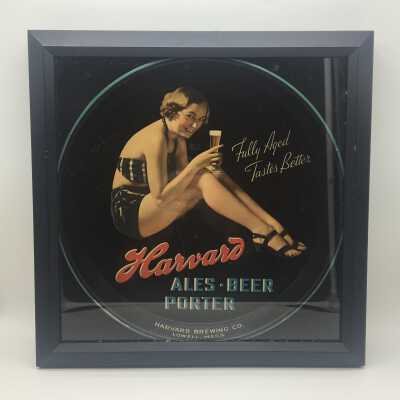 Fully Aged
Tastes Better
Harvard
ALES · BEER
PORTER
HARVARD BREWING CO.
LOWELL, MASS.